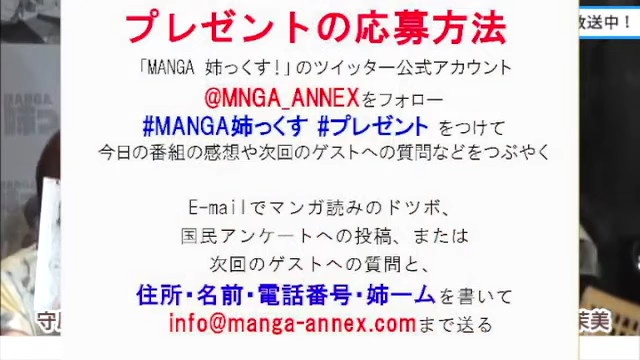 プレゼントの応募方法
「MANGA 姉っくす!」のツイッター公式アカウント
@MNGA_ANNEXをフォロー
#MANGA姉っくす #プレゼント をつけて
今日の番組の感想や次回のゲストへの質問などをつぶやく
E-mailでマンガ読みのドツボ、
国民アンケートへの投稿、または
次回のゲストへの質問と、
住所・名前・電話番号・姉ームを書いて
info@manga-annex.comまで送る
放送中!
MANGA
守
美